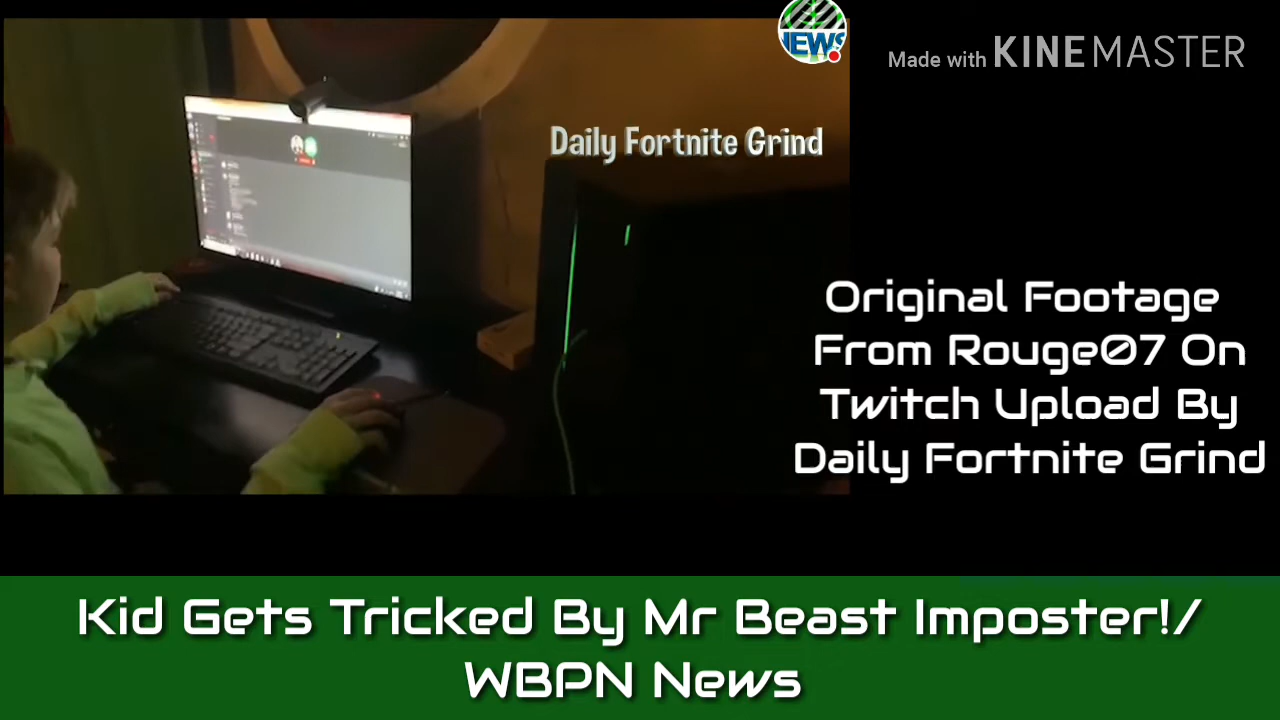 NEWS
Made with KINEMASTER
Daily Fortnite Grind
Original Footage
From Rouge07 On
Twitch Upload By
Daily Fortnite Grind
Kid Gets Tricked By Mr Beast Imposter!/
WBPN News